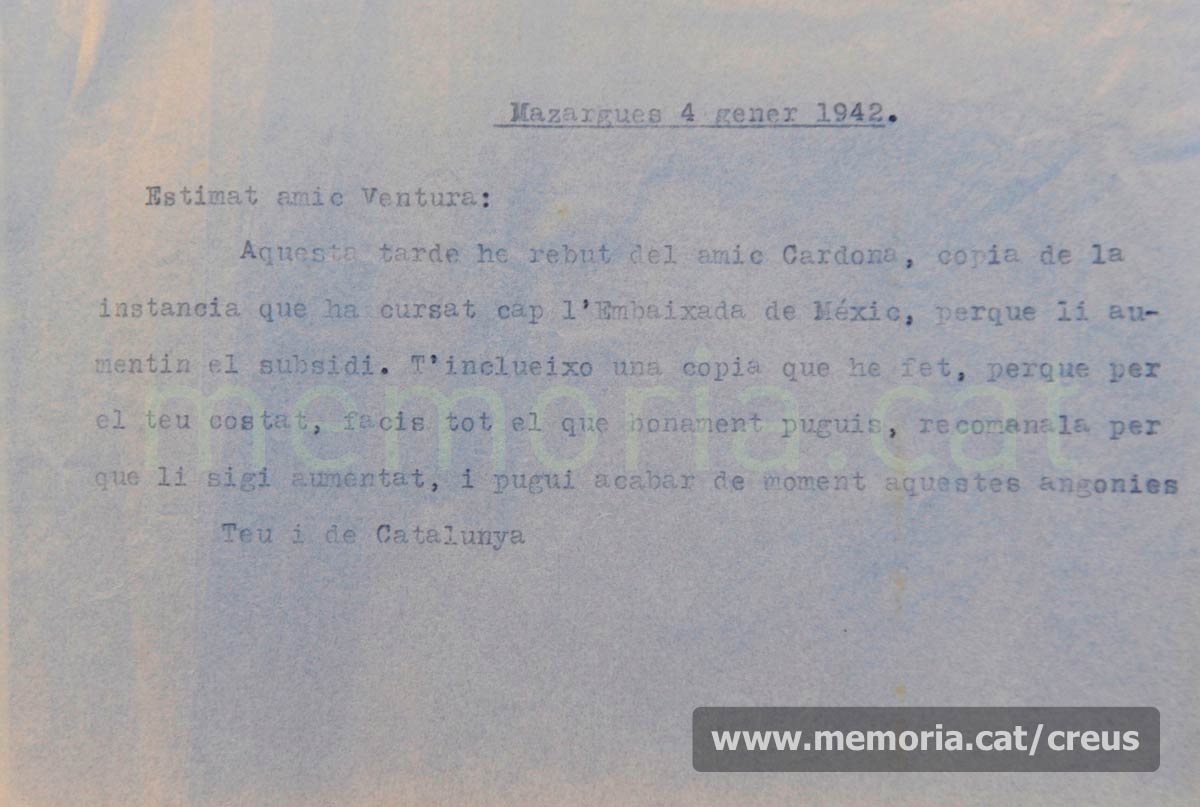 Mazargues 4 gener 1942.
Estimat amic Ventura:
Aquesta tarde he rebut del amic Cardona, copia de la
instancia que ha cursat cap l'Embaixada de Méxic, perque li au-
mentin el subsidi. T'inclueixo una copia que he fet, perque per
el teu costat, facis tot el que bonament puguis, recomanala per
que li sigi aumentat, i pugui acabar de moment aquestes angonies
Teu i de Catalunya
memoria.cat
www.memoria.cat/creus